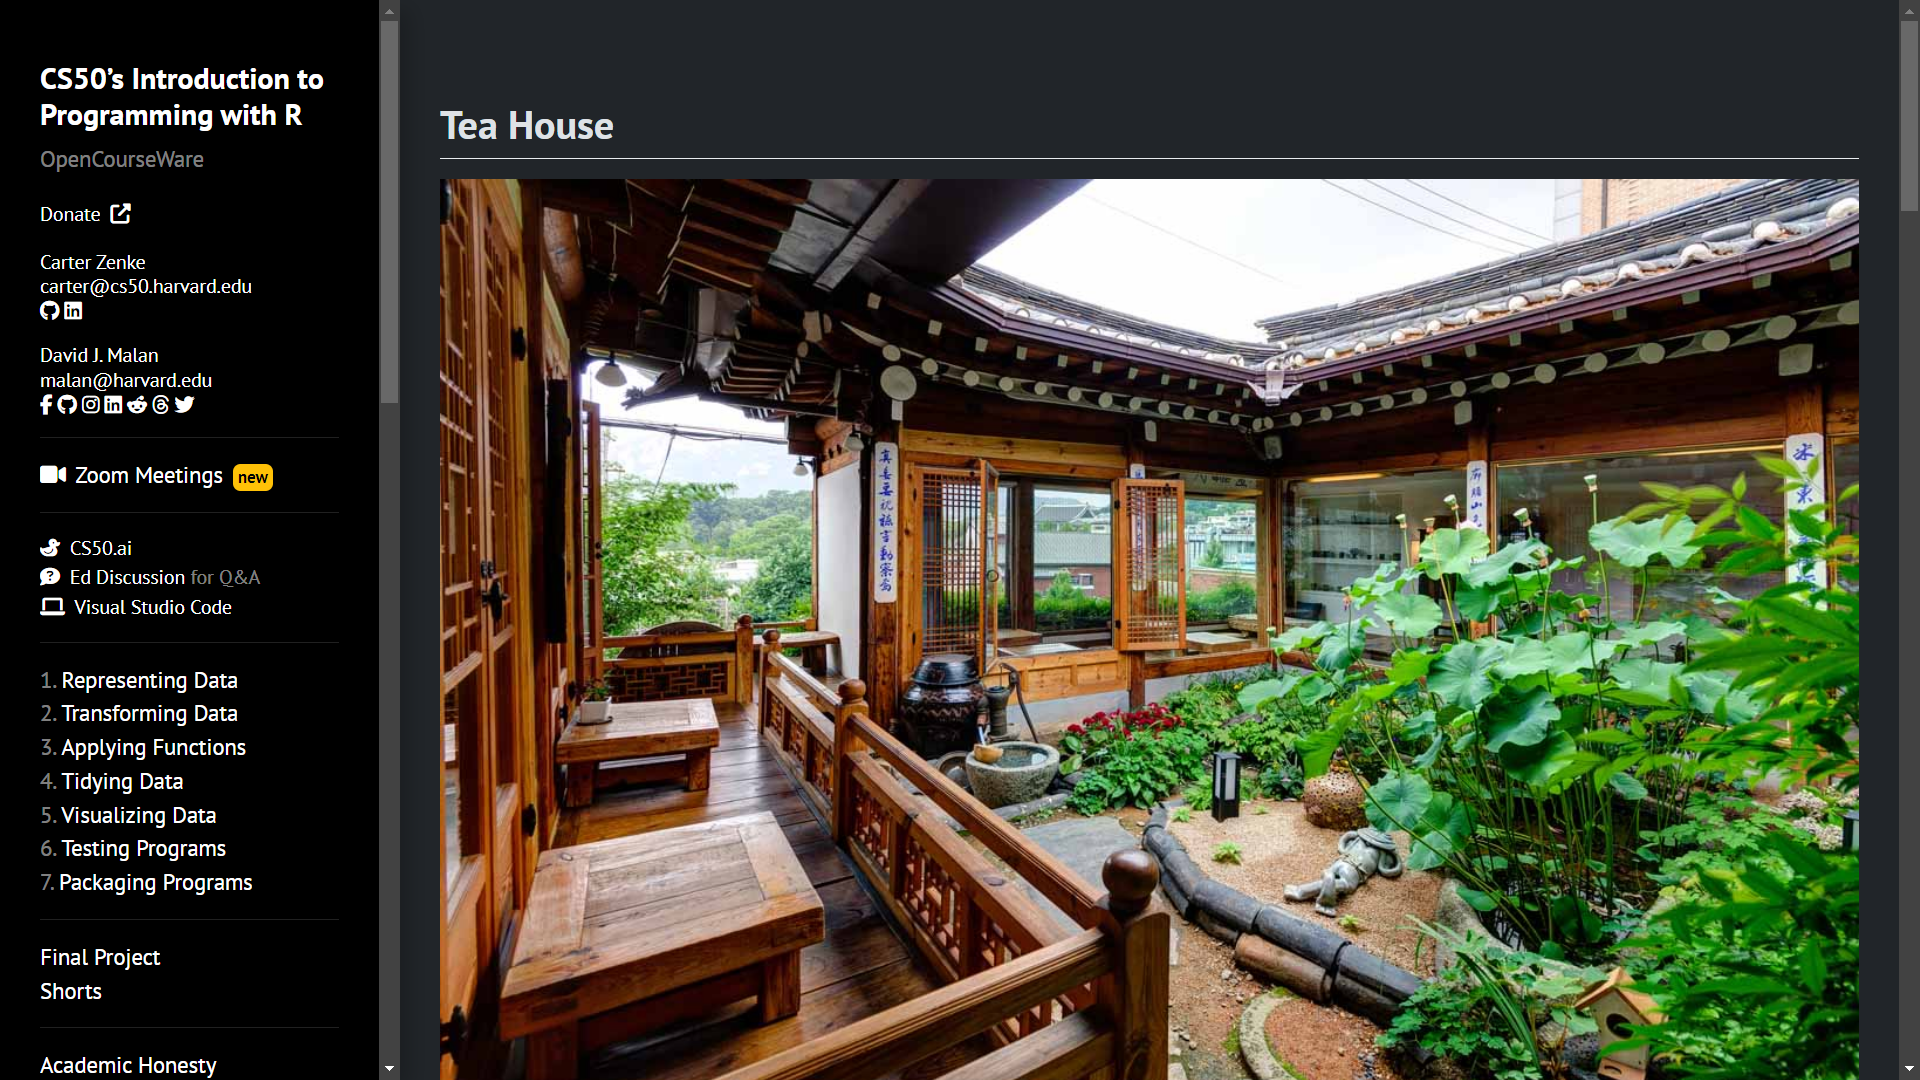 CS50’s Introduction to
Programming with R
OpenCourseWare
Donate
Carter Zenke
carter@cs50.harvard.edu
David J. Malan
malan@harvard.edu
Zoom Meetings new
CS50.ai
Ed Discussion for Q&A
Visual Studio Code
1. Representing Data
2. Transforming Data
3. Applying Functions
4. Tidying Data
5. Visualizing Data
6. Testing Programs
7. Packaging Programs
Final Project
Shorts
Academic Honesty
Tea House